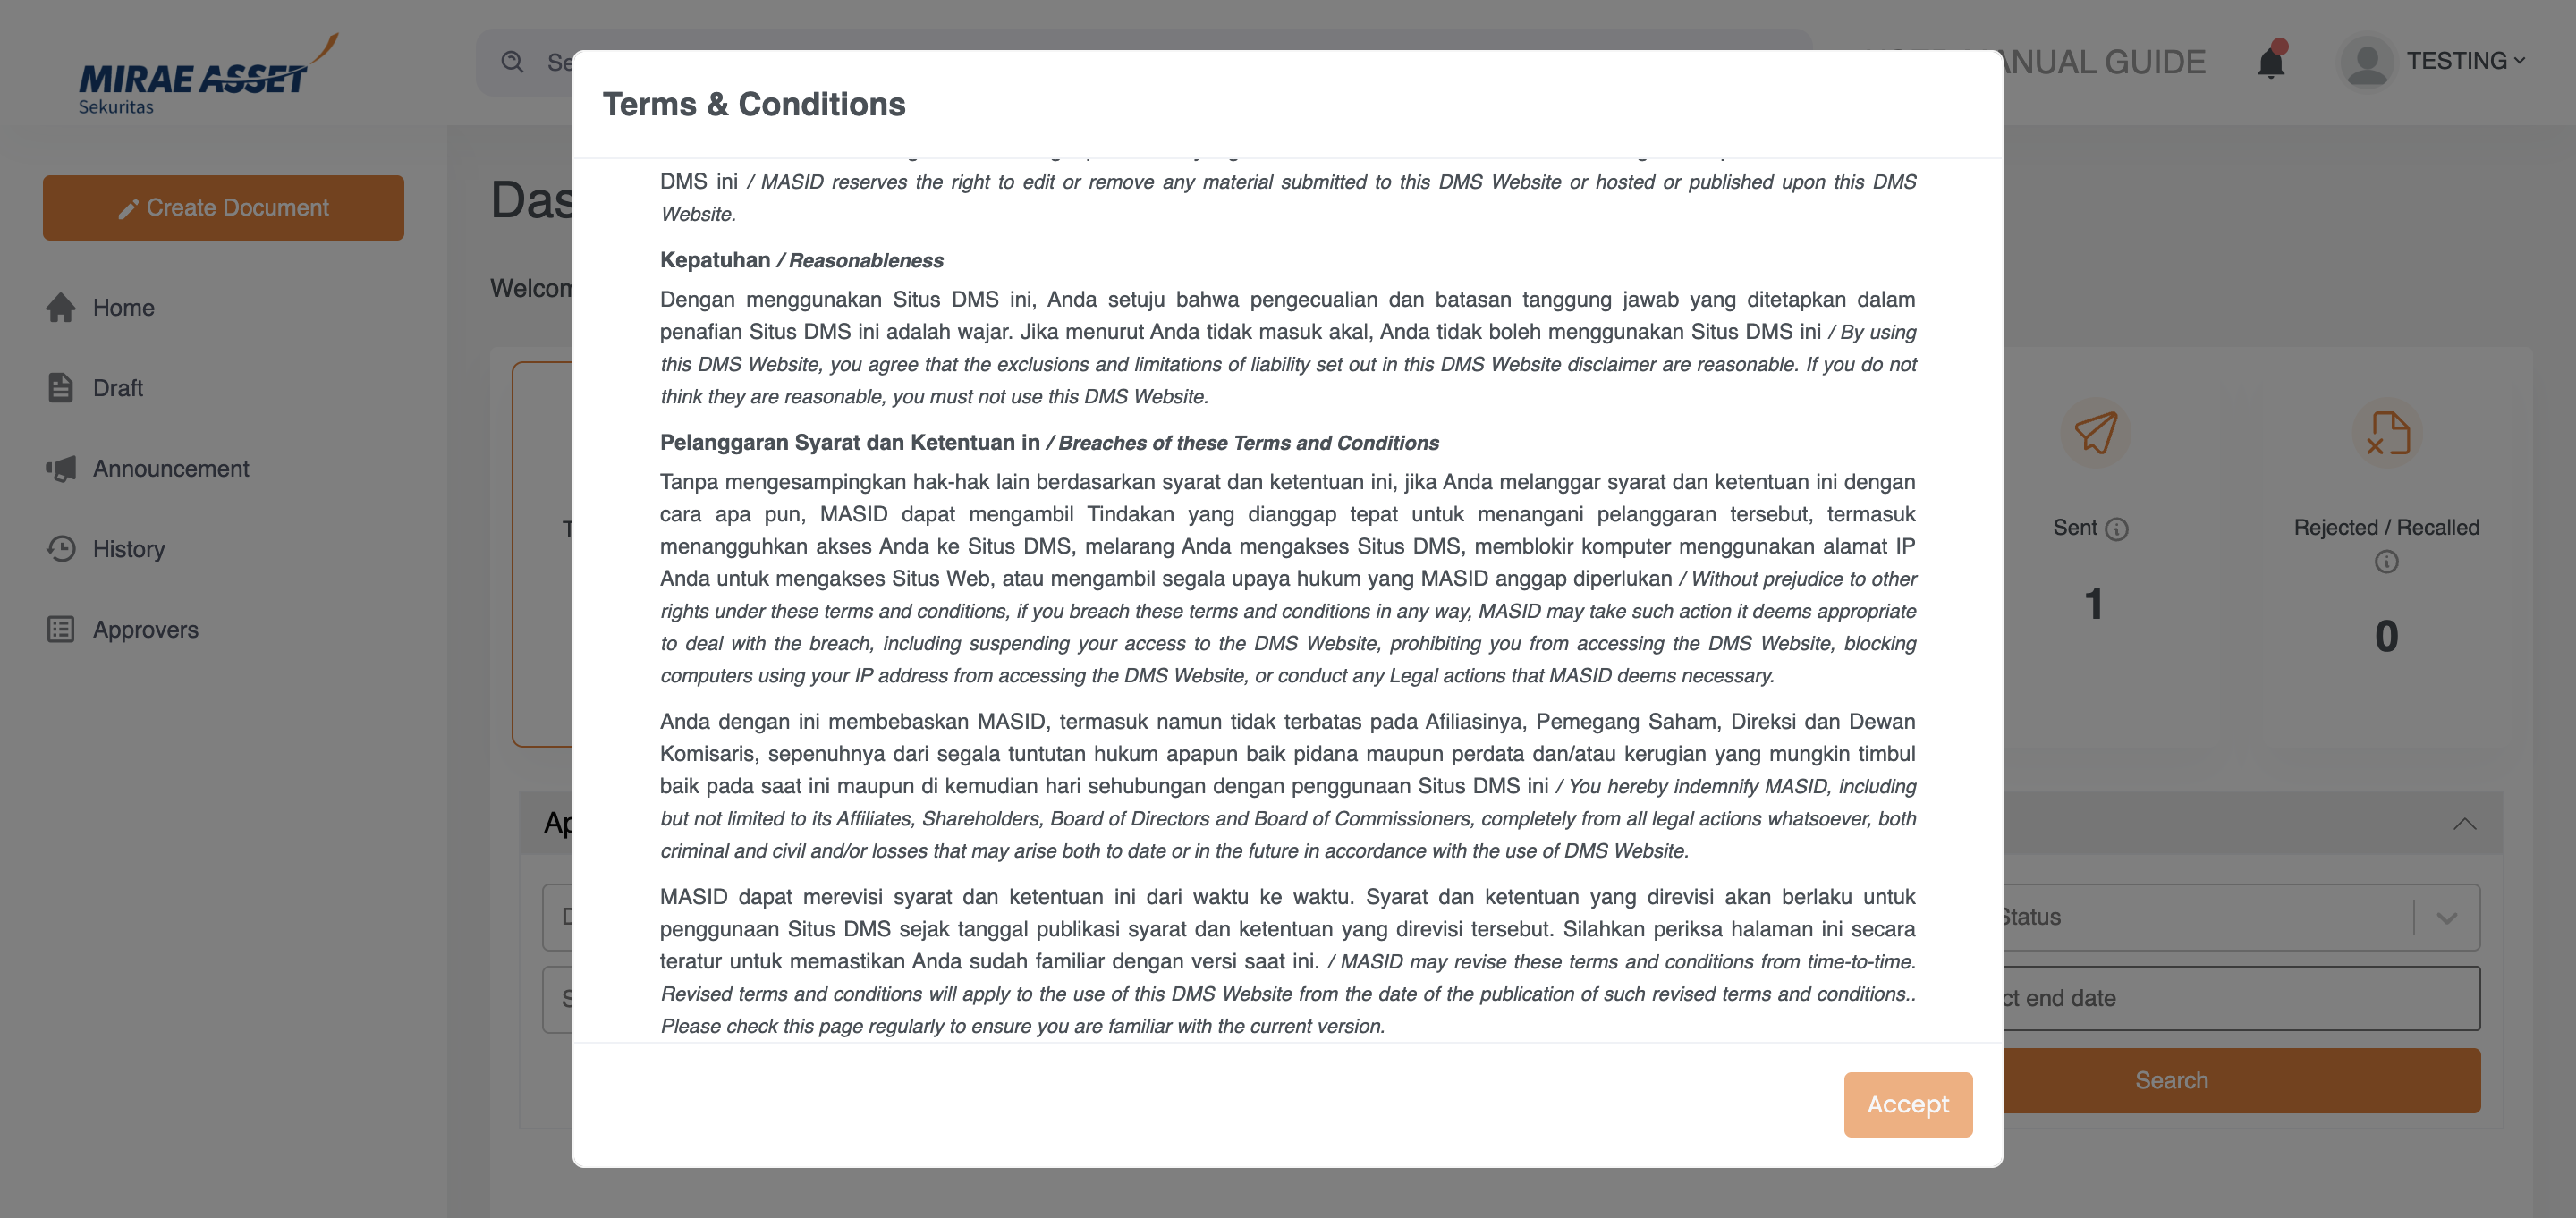 MIRAE ASSET
Sekuritas
TESTING
Create Document
Home
Draft
Announcement
History
Approvers
Terms & Conditions
DMS ini / MASID reserves the right to edit or remove any material submitted to this DMS Website or hosted or published upon this DMS
Website.
Kepatuhan / Reasonableness
Dengan menggunakan Situs DMS ini, Anda setuju bahwa pengecualian dan batasan tanggung jawab yang ditetapkan dalam
penafian Situs DMS ini adalah wajar. Jika menurut Anda tidak masuk akal, Anda tidak boleh menggunakan Situs DMS ini / By using
this DMS Website, you agree that the exclusions and limitations of liability set out in this DMS Website disclaimer are reasonable. If you do not
think they are reasonable, you must not use this DMS Website.
Pelanggaran Syarat dan Ketentuan in / Breaches of these Terms and Conditions
Tanpa mengesampingkan hak-hak lain berdasarkan syarat dan ketentuan ini, jika Anda melanggar syarat dan ketentuan ini dengan
cara apa pun, MASID dapat mengambil Tindakan yang dianggap tepat untuk menangani pelanggaran tersebut, termasuk
menangguhkan akses Anda ke Situs DMS, melarang Anda mengakses Situs DMS, memblokir komputer menggunakan alamat IP
Anda untuk mengakses Situs Web, atau mengambil segala upaya hukum yang MASID anggap diperlukan / Without prejudice to other
rights under these terms and conditions, if you breach these terms and conditions in any way, MASID may take such action it deems appropriate
to deal with the breach, including suspending your access to the DMS Website, prohibiting you from accessing the DMS Website, blocking
computers using your IP address from accessing the DMS Website, or conduct any Legal actions that MASID deems necessary.
Anda dengan ini membebaskan MASID, termasuk namun tidak terbatas pada Afiliasinya, Pemegang Saham, Direksi dan Dewan
Komisaris, sepenuhnya dari segala tuntutan hukum apapun baik pidana maupun perdata dan/atau kerugian yang mungkin timbul
baik pada saat ini maupun di kemudian hari sehubungan dengan penggunaan Situs DMS ini / You hereby indemnify MASID, including
but not limited to its Affiliates, Shareholders, Board of Directors and Board of Commissioners, completely from all legal actions whatsoever, both
criminal and civil and/or losses that may arise both to date or in the future in accordance with the use of DMS Website.
MASID dapat merevisi syarat dan ketentuan ini dari waktu ke waktu. Syarat dan ketentuan yang direvisi akan berlaku untuk
penggunaan Situs DMS sejak tanggal publikasi syarat dan ketentuan yang direvisi tersebut. Silahkan periksa halaman ini secara
teratur untuk memastikan Anda sudah familiar dengan versi saat ini. / MASID may revise these terms and conditions from time-to-time.
Revised terms and conditions will apply to the use of this DMS Website from the date of the publication of such revised terms and conditions..
Please check this page regularly to ensure you are familiar with the current version.
Accept
GUIDE
Sent
1
Rejected / Recalled
0
Status
end date
Search